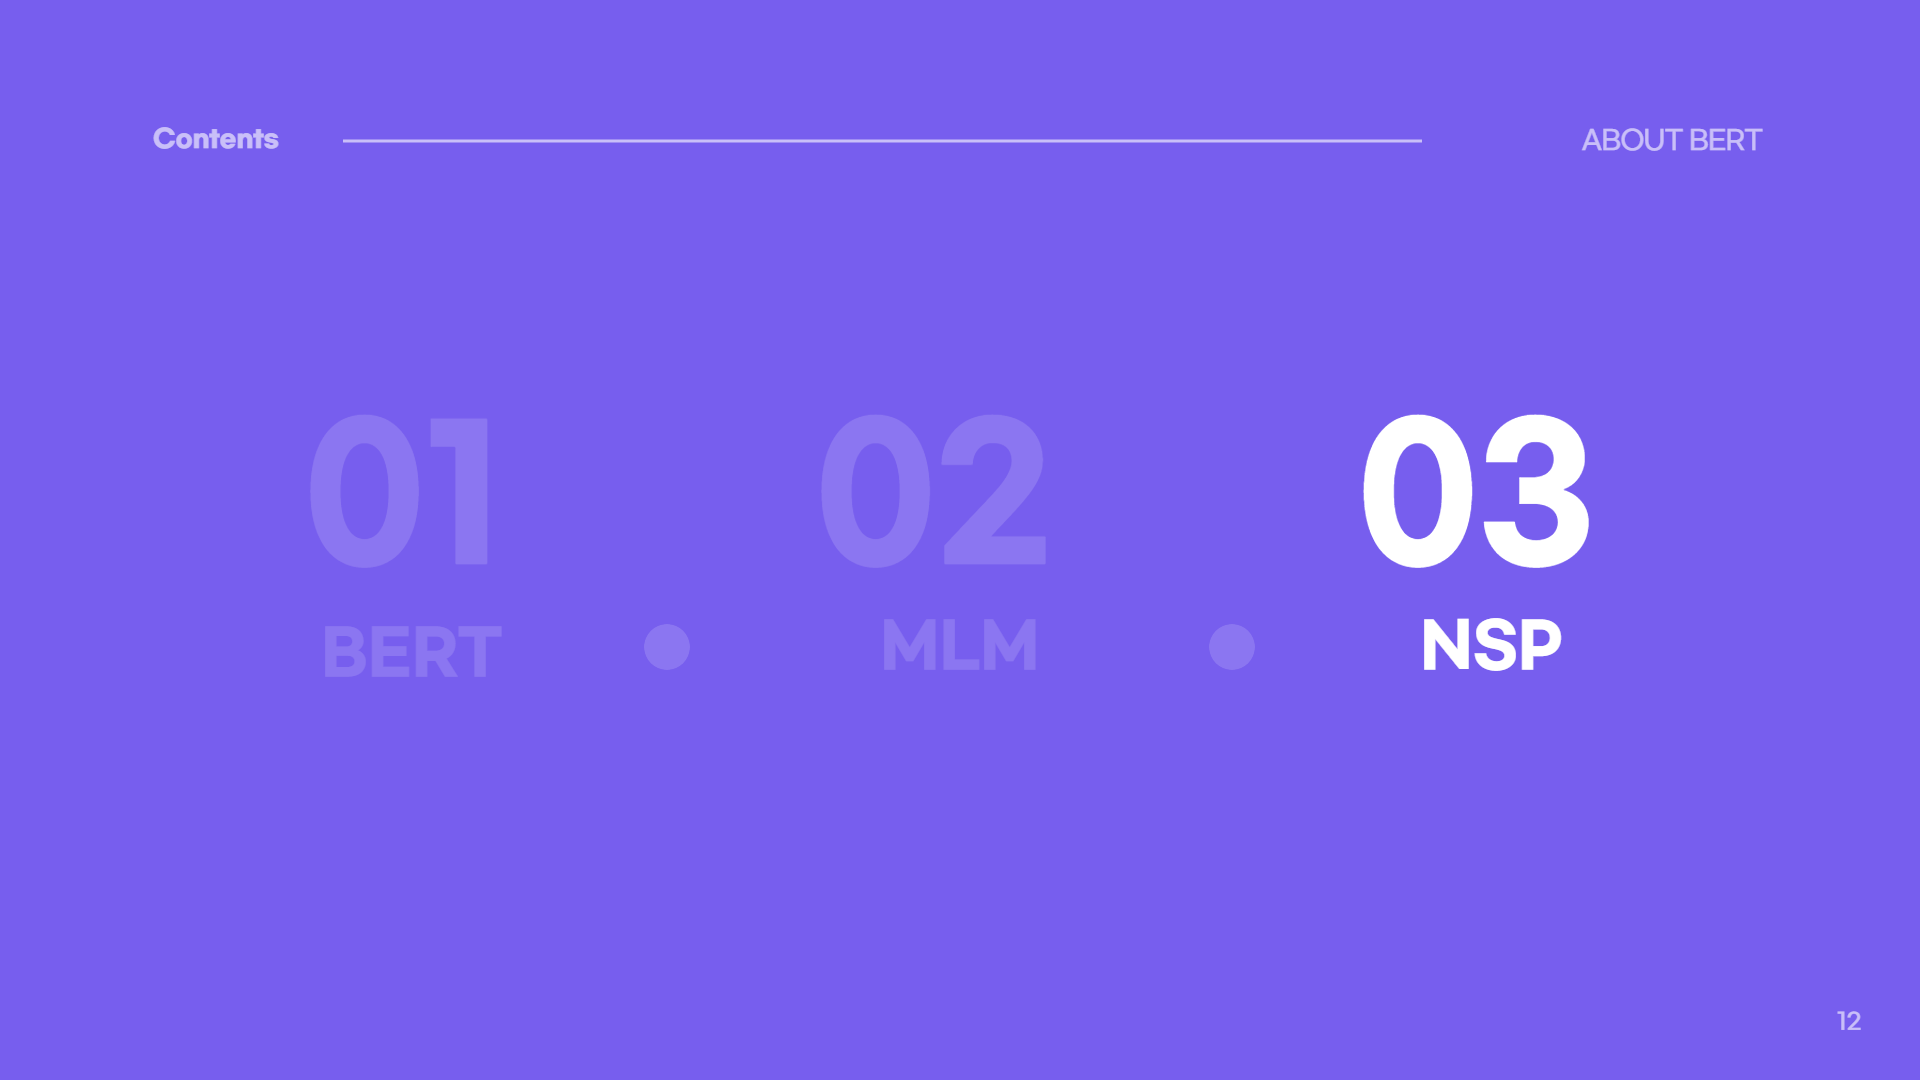 Contents
ABOUT BERT
01
02
03
BERT
MLM
NSP
12